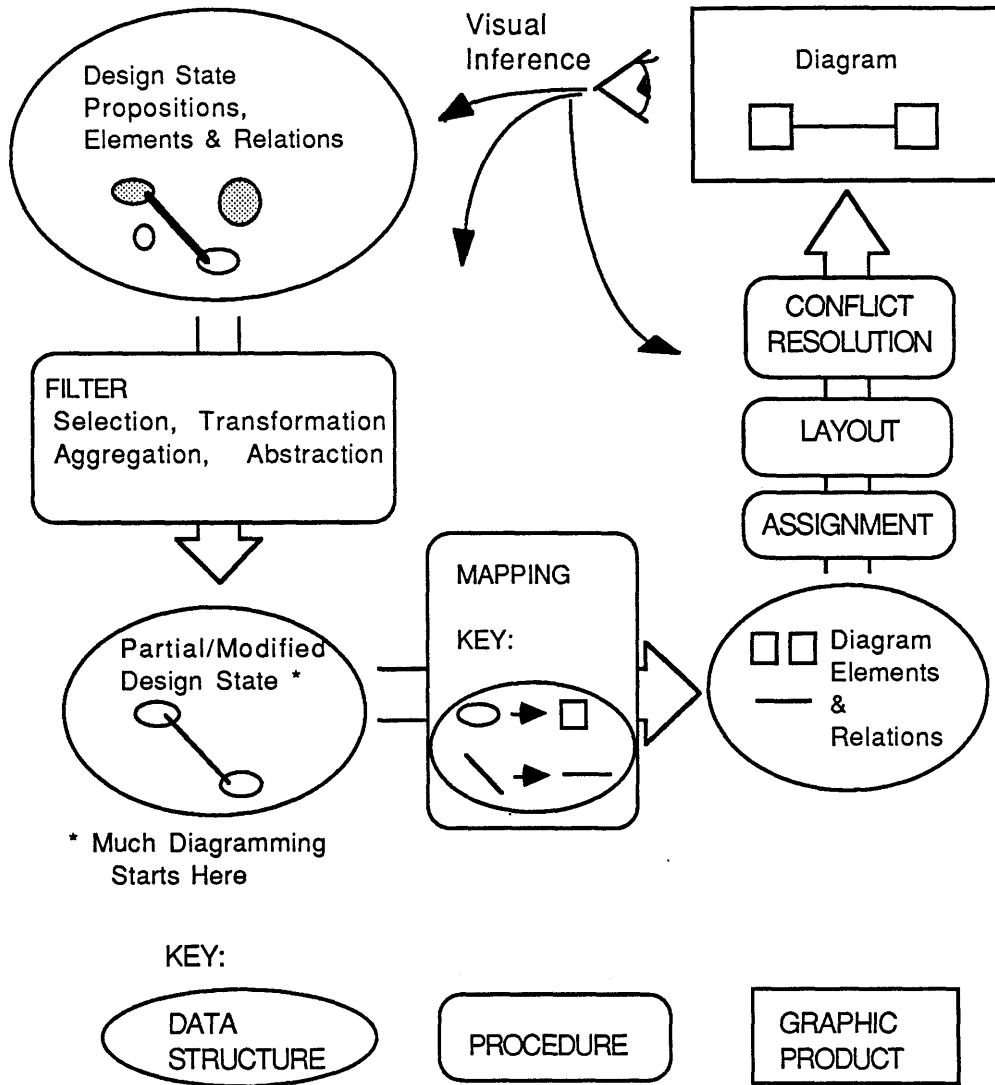 Design State
Propositions,
Elements & Relations
Visual
Inference
Diagram
FILTER
Selection, Transformation
Aggregation, Abstraction
CONFLICT
RESOLUTION
LAYOUT
ASSIGNMENT
Partial/Modified
Design State *
* Much Diagramming
Starts Here
MAPPING
KEY:
Diagram
Elements
&
Relations
KEY:
DATA
STRUCTURE
PROCEDURE
GRAPHIC
PRODUCT